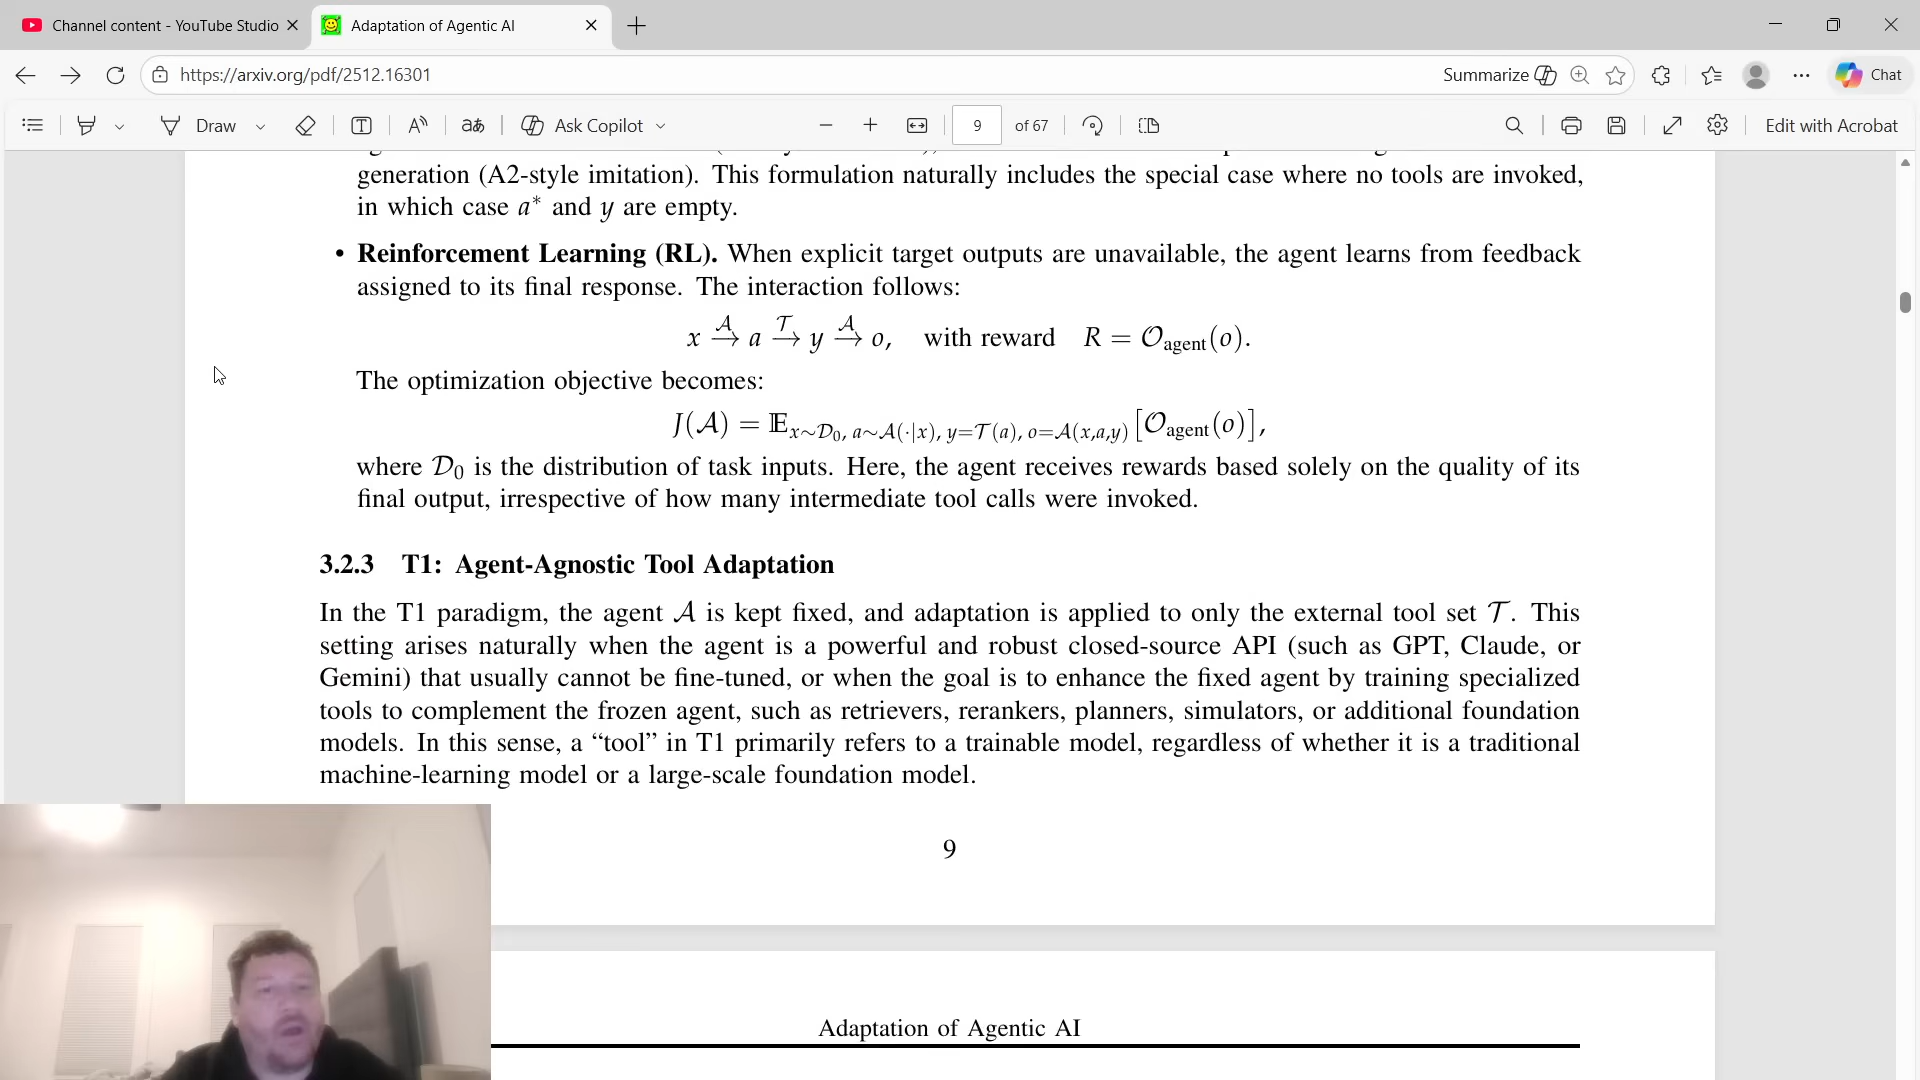 Channel content - YouTube Studio
Adaptation of Agentic AI
https://arxiv.org/pdf/2512.16301
Summarize
Chat
Draw
Ask Copilot
9 of 67
Edit with Acrobat
generation (A2-style imitation). This formulation naturally includes the special case where no tools are invoked,
in which case a* and y are empty.
• Reinforcement Learning (RL). When explicit target outputs are unavailable, the agent learns from feedback
assigned to its final response. The interaction follows:
x →^𝒜 a →^𝒯 y →^𝒜 o, with reward R = 𝒪_agent(o).
The optimization objective becomes:
J(𝒜) = 𝔼_{x∼𝒟₀, a∼𝒜(·|x), y=𝒯(a), o=𝒜(x,a,y)} [𝒪_agent(o)],
where 𝒟₀ is the distribution of task inputs. Here, the agent receives rewards based solely on the quality of its
final output, irrespective of how many intermediate tool calls were invoked.
3.2.3 T1: Agent-Agnostic Tool Adaptation
In the T1 paradigm, the agent 𝒜 is kept fixed, and adaptation is applied to only the external tool set 𝒯. This
setting arises naturally when the agent is a powerful and robust closed-source API (such as GPT, Claude, or
Gemini) that usually cannot be fine-tuned, or when the goal is to enhance the fixed agent by training specialized
tools to complement the frozen agent, such as retrievers, rerankers, planners, simulators, or additional foundation
models. In this sense, a “tool” in T1 primarily refers to a trainable model, regardless of whether it is a traditional
machine-learning model or a large-scale foundation model.
9
Adaptation of Agentic AI